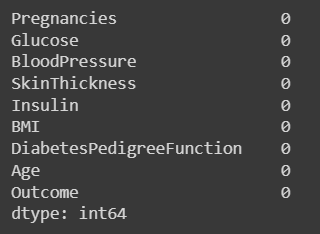 Pregnancies 0
Glucose 0
BloodPressure 0
SkinThickness 0
Insulin 0
BMI 0
DiabetesPedigreeFunction 0
Age 0
Outcome 0
dtype: int64